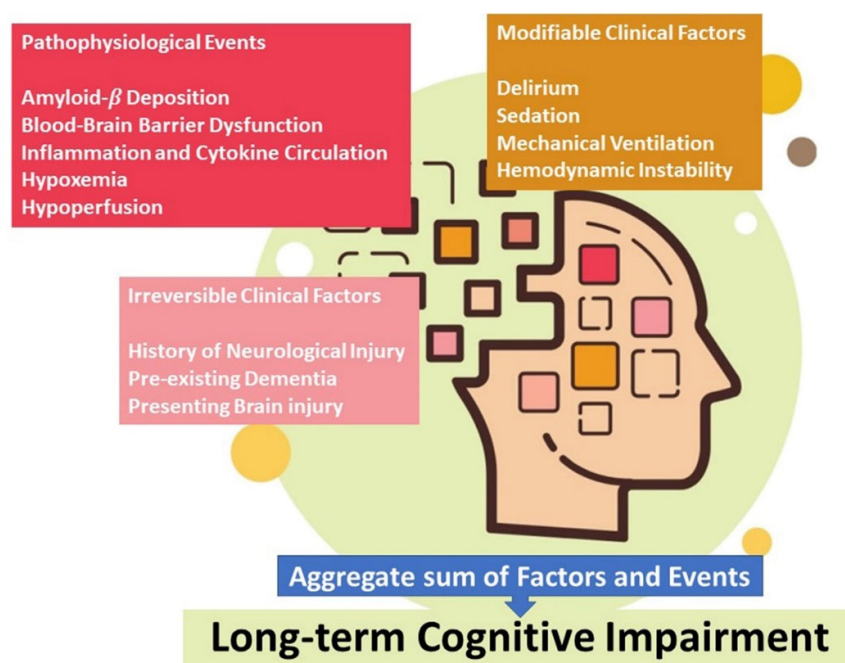 Pathophysiological Events
Amyloid-β Deposition
Blood-Brain Barrier Dysfunction
Inflammation and Cytokine Circulation
Hypoxemia
Hypoperfusion
Modifiable Clinical Factors
Delirium
Sedation
Mechanical Ventilation
Hemodynamic Instability
Irreversible Clinical Factors
History of Neurological Injury
Pre-existing Dementia
Presenting Brain injury
Aggregate sum of Factors and Events
Long-term Cognitive Impairment